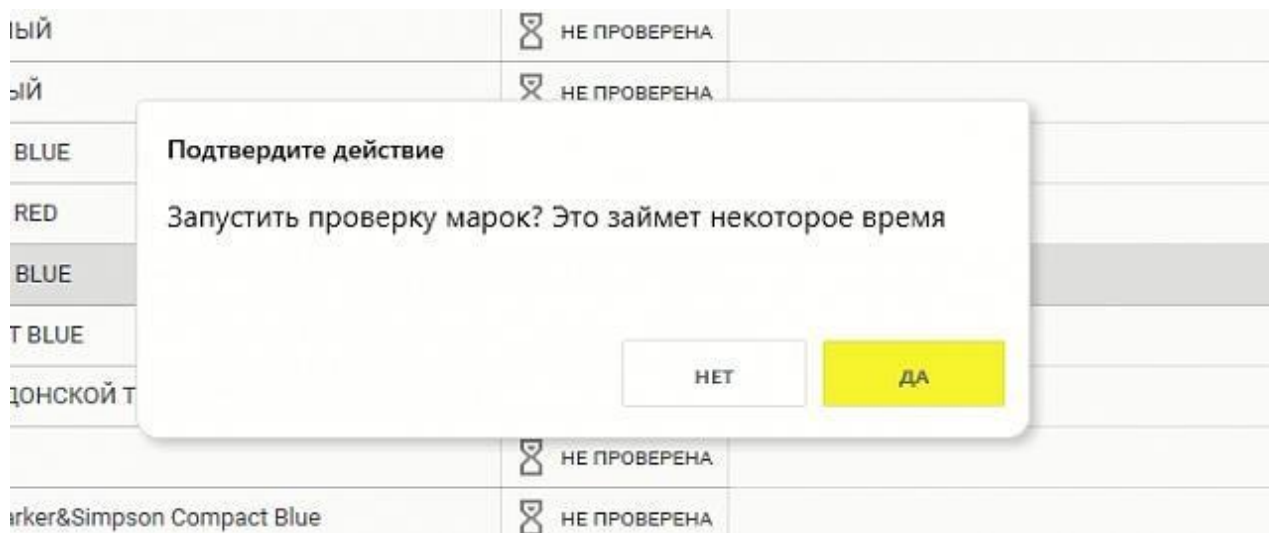 ЫЙ НЕ ПРОВЕРЕНА
ЫЙ НЕ ПРОВЕРЕНА
BLUE
Подтвердите действие
RED
Запустить проверку марок? Это займет некоторое время
BLUE
T BLUE
НЕТ ДА
ДОНСКОЙ Т
НЕ ПРОВЕРЕНА
arker&Simpson Compact Blue НЕ ПРОВЕРЕНА